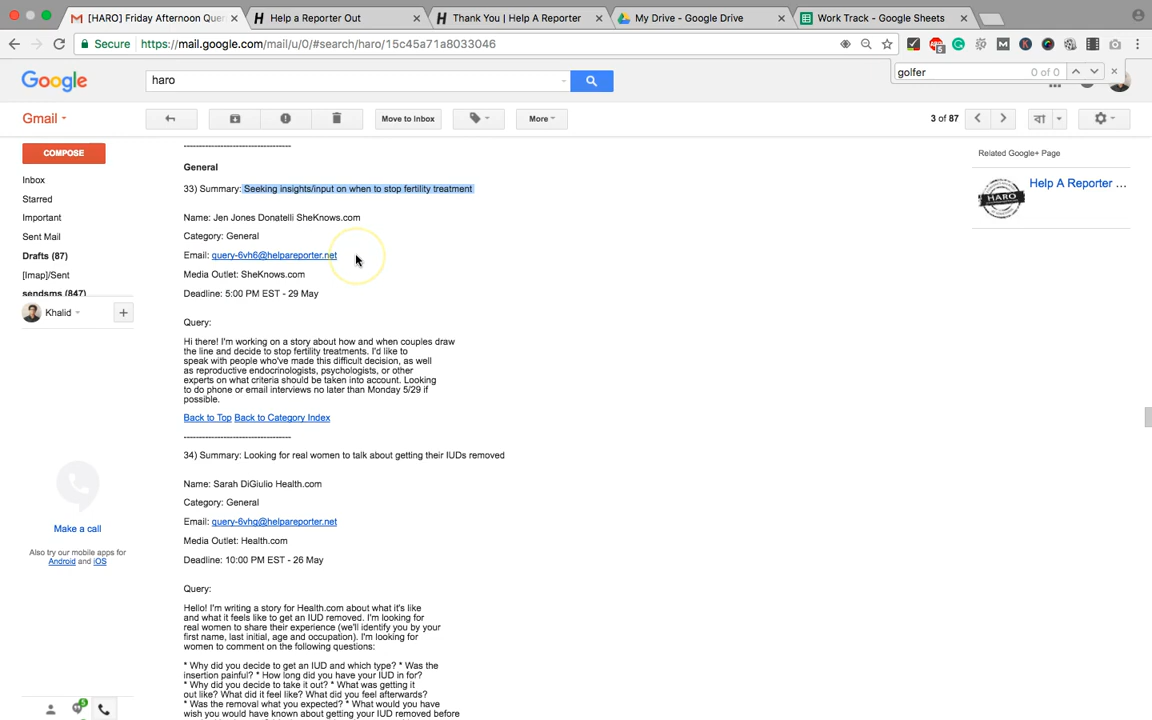 [HARO] Friday Afternoon Quer
Help a Reporter Out
Thank You | Help A Reporter
My Drive - Google Drive
Work Track - Google Sheets
Secure
https://mail.google.com/mail/u/0/#search/haro/15c45a71a8033046
5
golfer
0 of 0
Google
haro
Gmail
Move to Inbox
More
3 of 87
বা
COMPOSE
Inbox
Starred
Important
Sent Mail
Drafts (87)
[Imap]/Sent
sendsms (847)
Khalid
Make a call
Also try our mobile apps for
Android and iOS
5
-----------------------------------
General
33) Summary: Seeking insights/input on when to stop fertility treatment
Name: Jen Jones Donatelli SheKnows.com
Category: General
Email: query-6vh6@helpareporter.net
Media Outlet: SheKnows.com
Deadline: 5:00 PM EST - 29 May
Query:
Hi there! I'm working on a story about how and when couples draw
the line and decide to stop fertility treatments. I'd like to
speak with people who've made this difficult decision, as well
as reproductive endocrinologists, psychologists, or other
experts on what criteria should be taken into account. Looking
to do phone or email interviews no later than Monday 5/29 if
possible.
Back to Top Back to Category Index
-----------------------------------
34) Summary: Looking for real women to talk about getting their IUDs removed
Name: Sarah DiGiulio Health.com
Category: General
Email: query-6vhg@helpareporter.net
Media Outlet: Health.com
Deadline: 10:00 PM EST - 26 May
Query:
Hello! I'm writing a story for Health.com about what it's like
and what it feels like to get an IUD removed. I'm looking for
real women to share their experience (we'll identify you by your
first name, last initial, age and occupation). I'm looking for
women to comment on the following questions:
* Why did you decide to get an IUD and which type? * Was the
insertion painful? * How long did you have your IUD in for?
* Why did you decide to take it out? * What was getting it
out like? What did it feel like? What did you feel afterwards?
* Was the removal what you expected? * What would you have
wish you would have known about getting your IUD removed before
Related Google+ Page
HARO
Help A Reporter ...